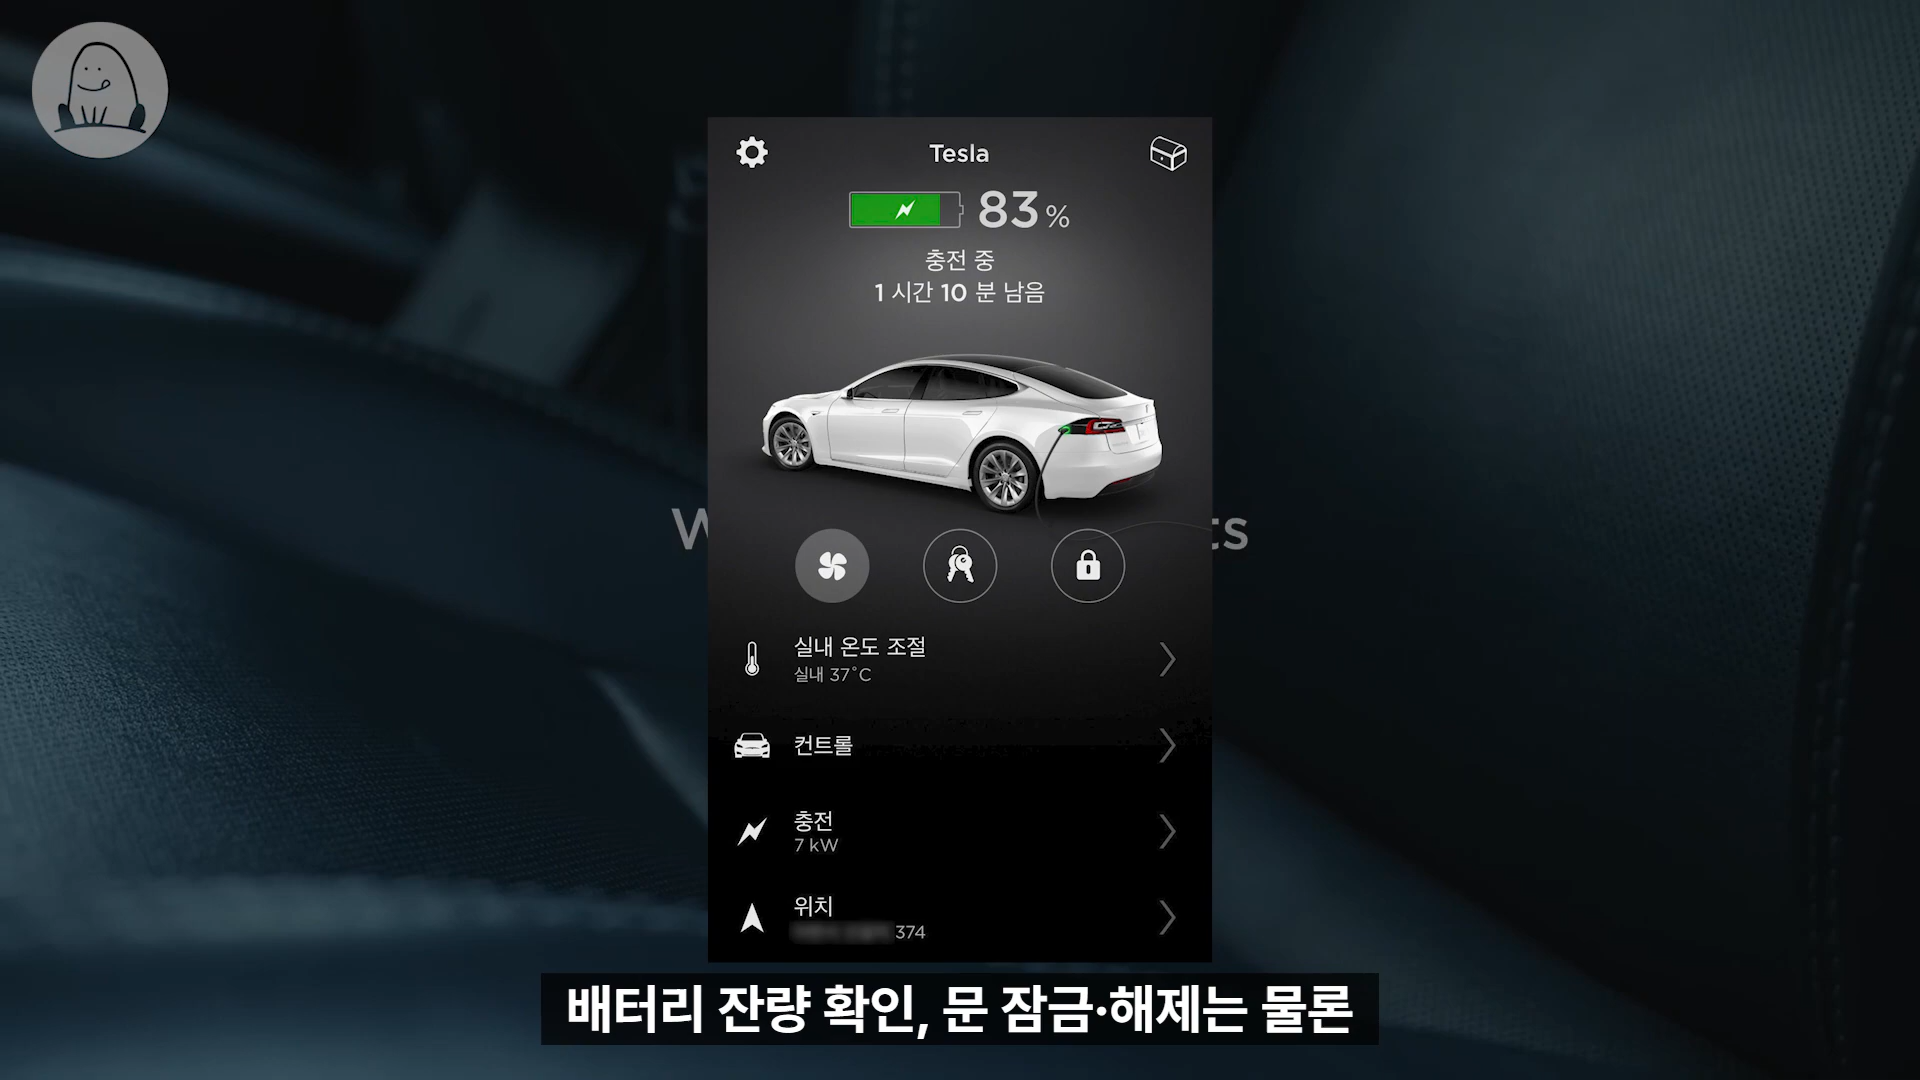 Tesla
83 %
충전 중
1 시간 10 분 남음
W
ts
실내 온도 조절
실내 37°C
컨트롤
충전
7 kW
위치
374
배터리 잔량 확인, 문 잠금·해제는 물론